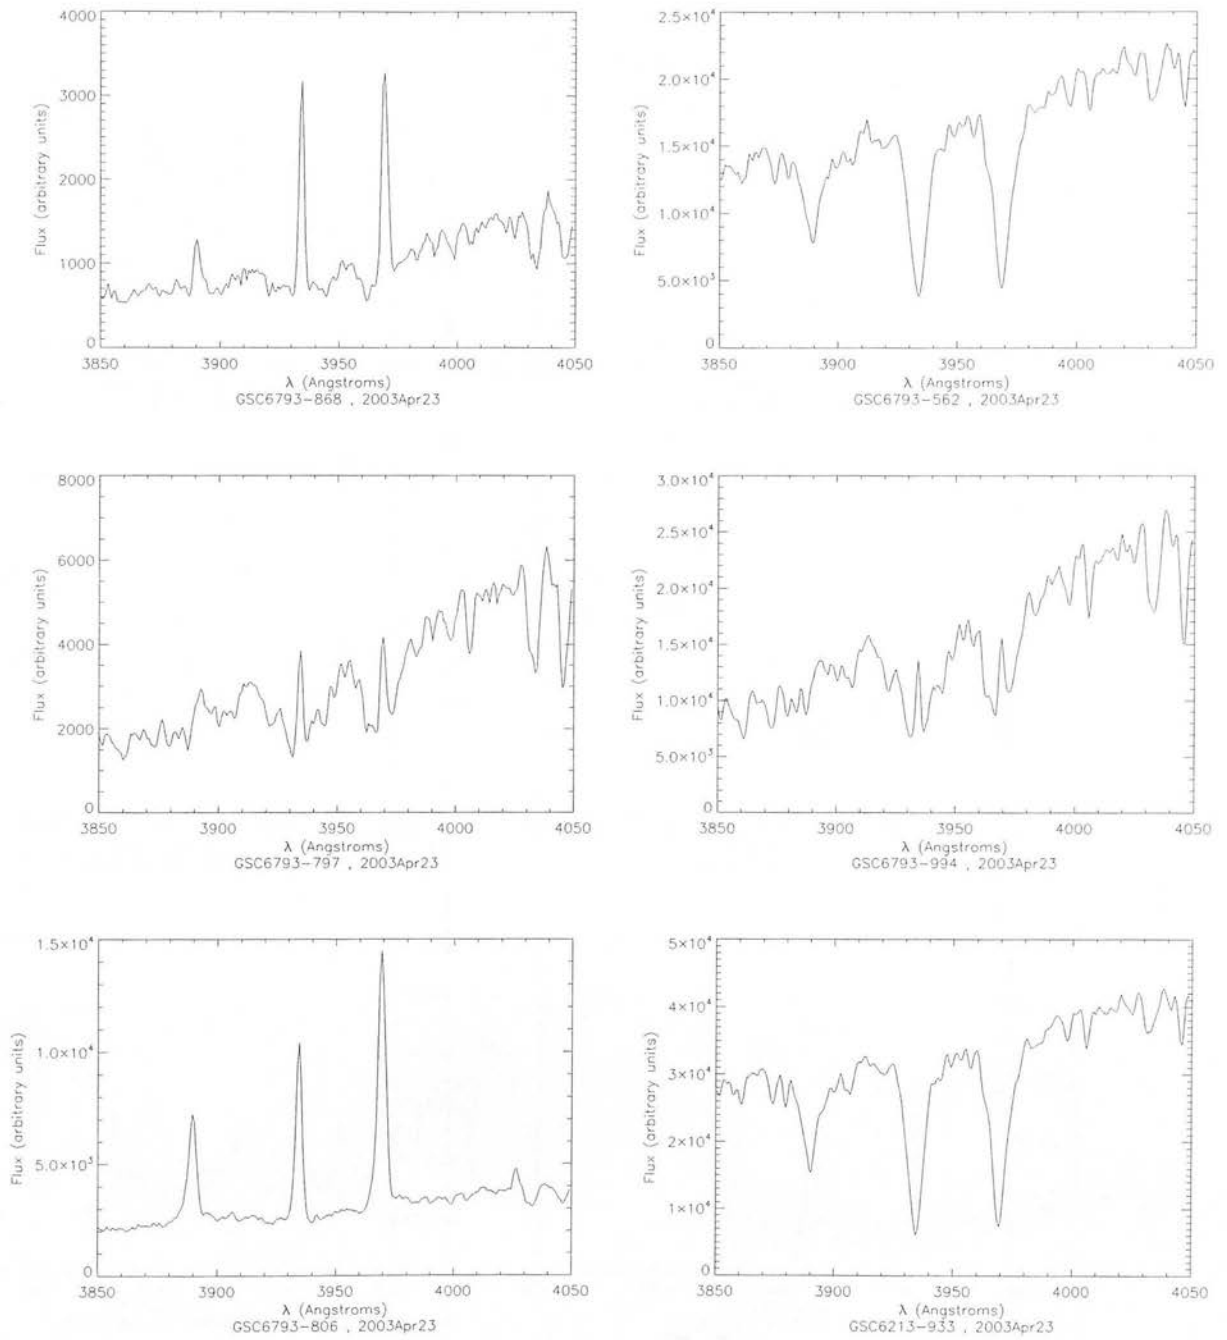 4000
3000
2000
1000
0
Flux (arbitrary units)
3850 3900 3950 4000 4050
λ (Angstroms)
GSC6793−868 , 2003Apr23
2.5×10⁴
2.0×10⁴
1.5×10⁴
1.0×10⁴
5.0×10³
0
Flux (arbitrary units)
3850 3900 3950 4000 4050
λ (Angstroms)
GSC6793−562 , 2003Apr23
8000
6000
4000
2000
0
Flux (arbitrary units)
3850 3900 3950 4000 4050
λ (Angstroms)
GSC6793−797 , 2003Apr23
3.0×10⁴
2.5×10⁴
2.0×10⁴
1.5×10⁴
1.0×10⁴
5.0×10³
0
Flux (arbitrary units)
3850 3900 3950 4000 4050
λ (Angstroms)
GSC6793−994 , 2003Apr23
1.5×10⁴
1.0×10⁴
5.0×10³
0
Flux (arbitrary units)
3850 3900 3950 4000 4050
λ (Angstroms)
GSC6793−806 , 2003Apr23
5×10⁴
4×10⁴
3×10⁴
2×10⁴
1×10⁴
0
Flux (arbitrary units)
3850 3900 3950 4000 4050
λ (Angstroms)
GSC6213−933 , 2003Apr23